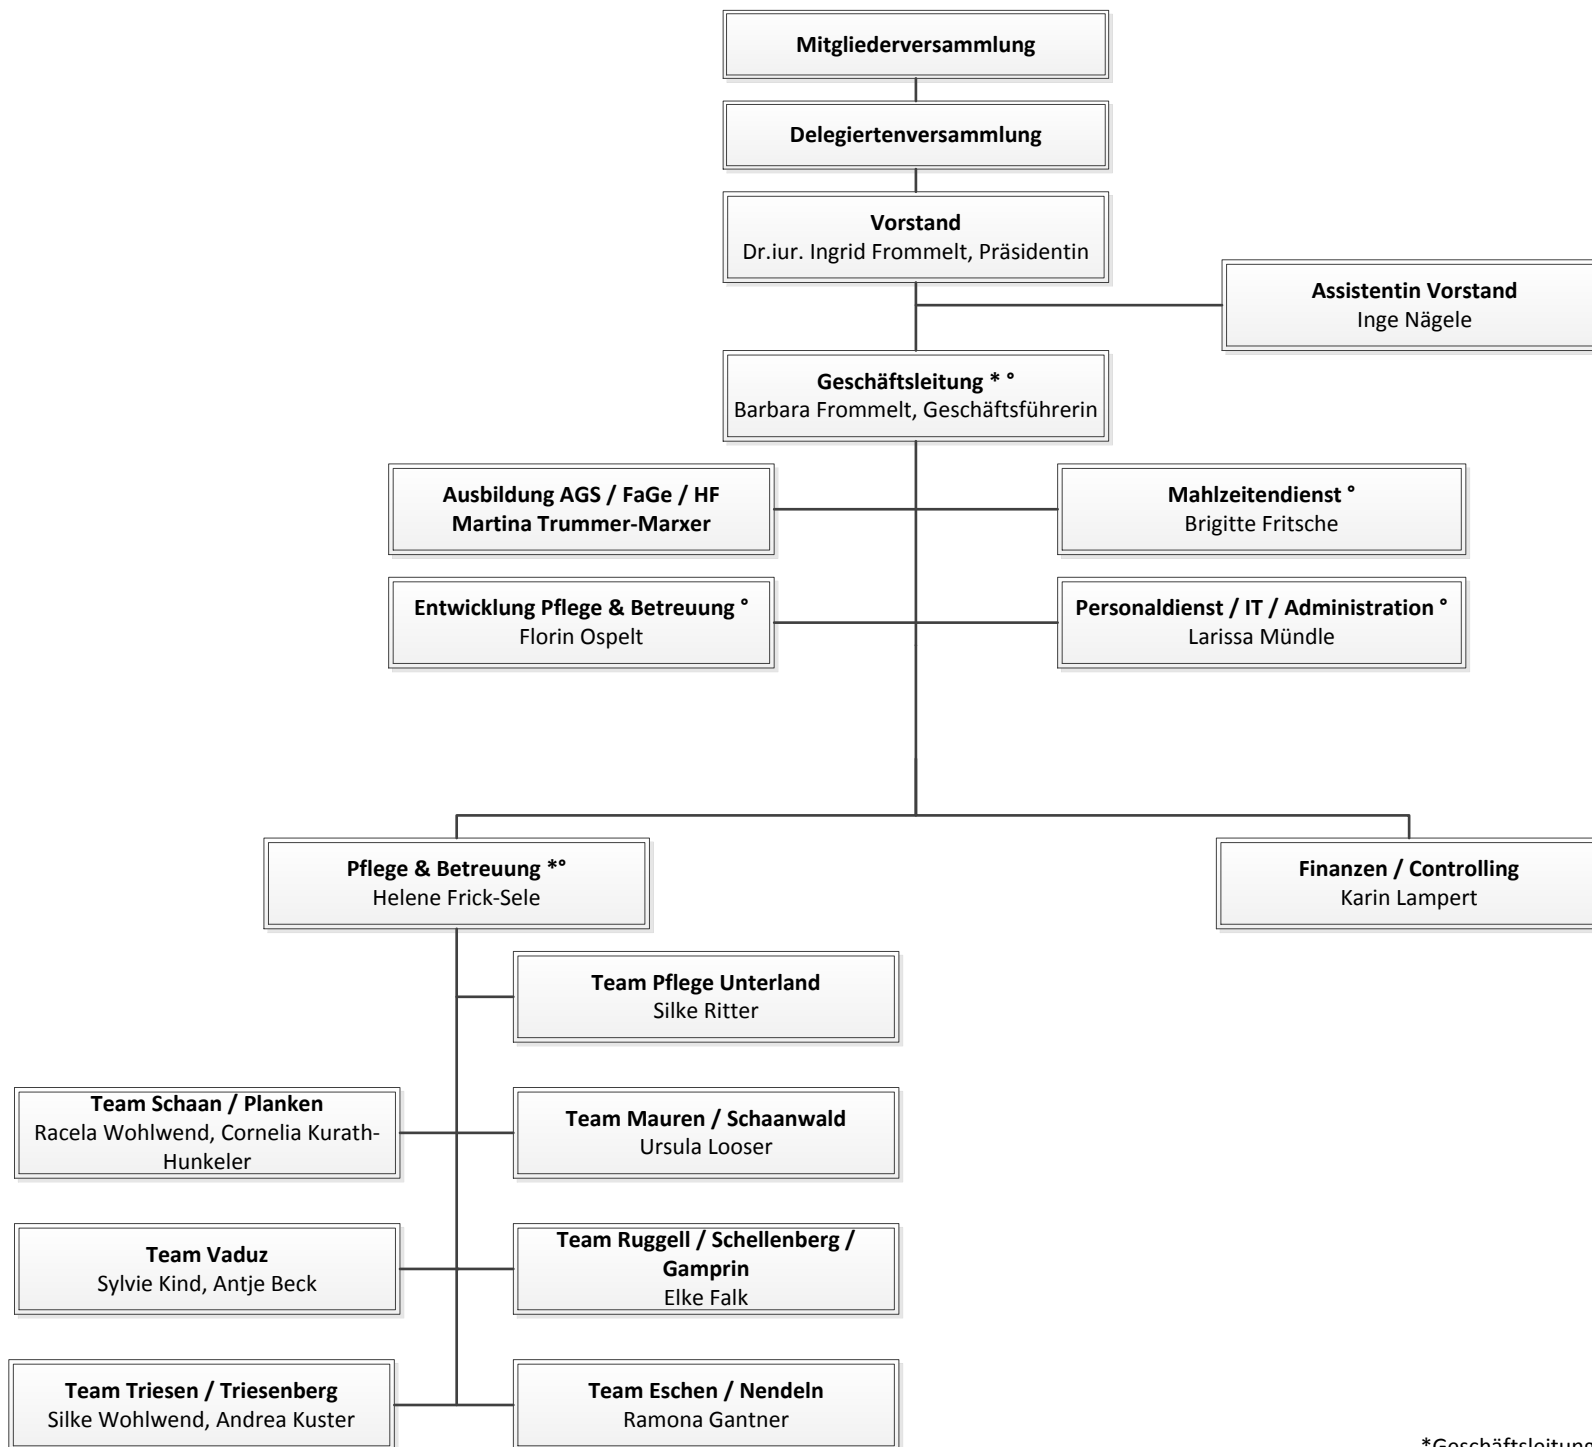 Mitgliederversammlung
Delegiertenversammlung
Vorstand
Dr.iur. Ingrid Frommelt, Präsidentin
Assistentin Vorstand
Inge Nägele
Geschäftsleitung * °
Barbara Frommelt, Geschäftsführerin
Ausbildung AGS / FaGe / HF
Martina Trummer-Marxer
Mahlzeitendienst °
Brigitte Fritsche
Entwicklung Pflege & Betreuung °
Florin Ospelt
Personaldienst / IT / Administration °
Larissa Mündle
Pflege & Betreuung *°
Helene Frick-Sele
Finanzen / Controlling
Karin Lampert
Team Pflege Unterland
Silke Ritter
Team Schaan / Planken
Racela Wohlwend, Cornelia Kurath-
Hunkeler
Team Mauren / Schaanwald
Ursula Looser
Team Vaduz
Sylvie Kind, Antje Beck
Team Ruggell / Schellenberg /
Gamprin
Elke Falk
Team Triesen / Triesenberg
Silke Wohlwend, Andrea Kuster
Team Eschen / Nendeln
Ramona Gantner
*Geschäftsleitung